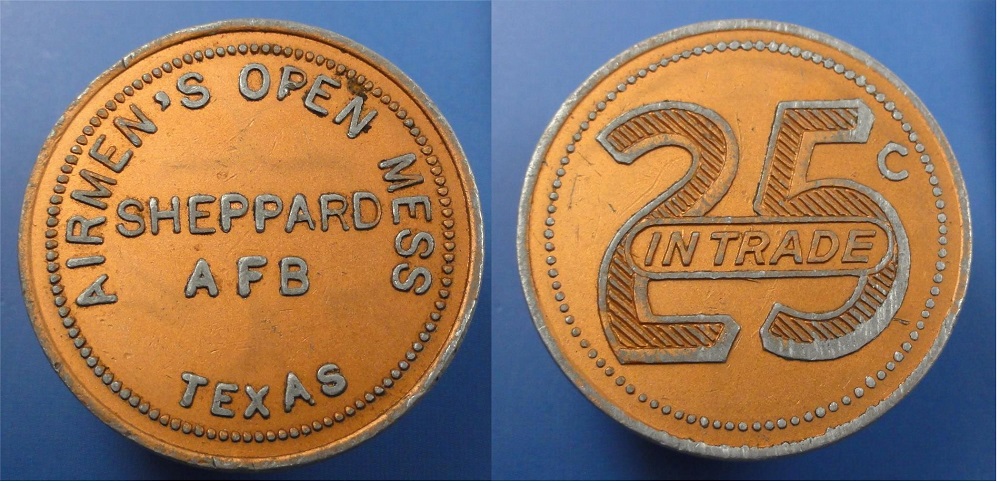 AIRMEN'S OPEN MESS
SHEPPARD
AFB
TEXAS
25 C
IN TRADE